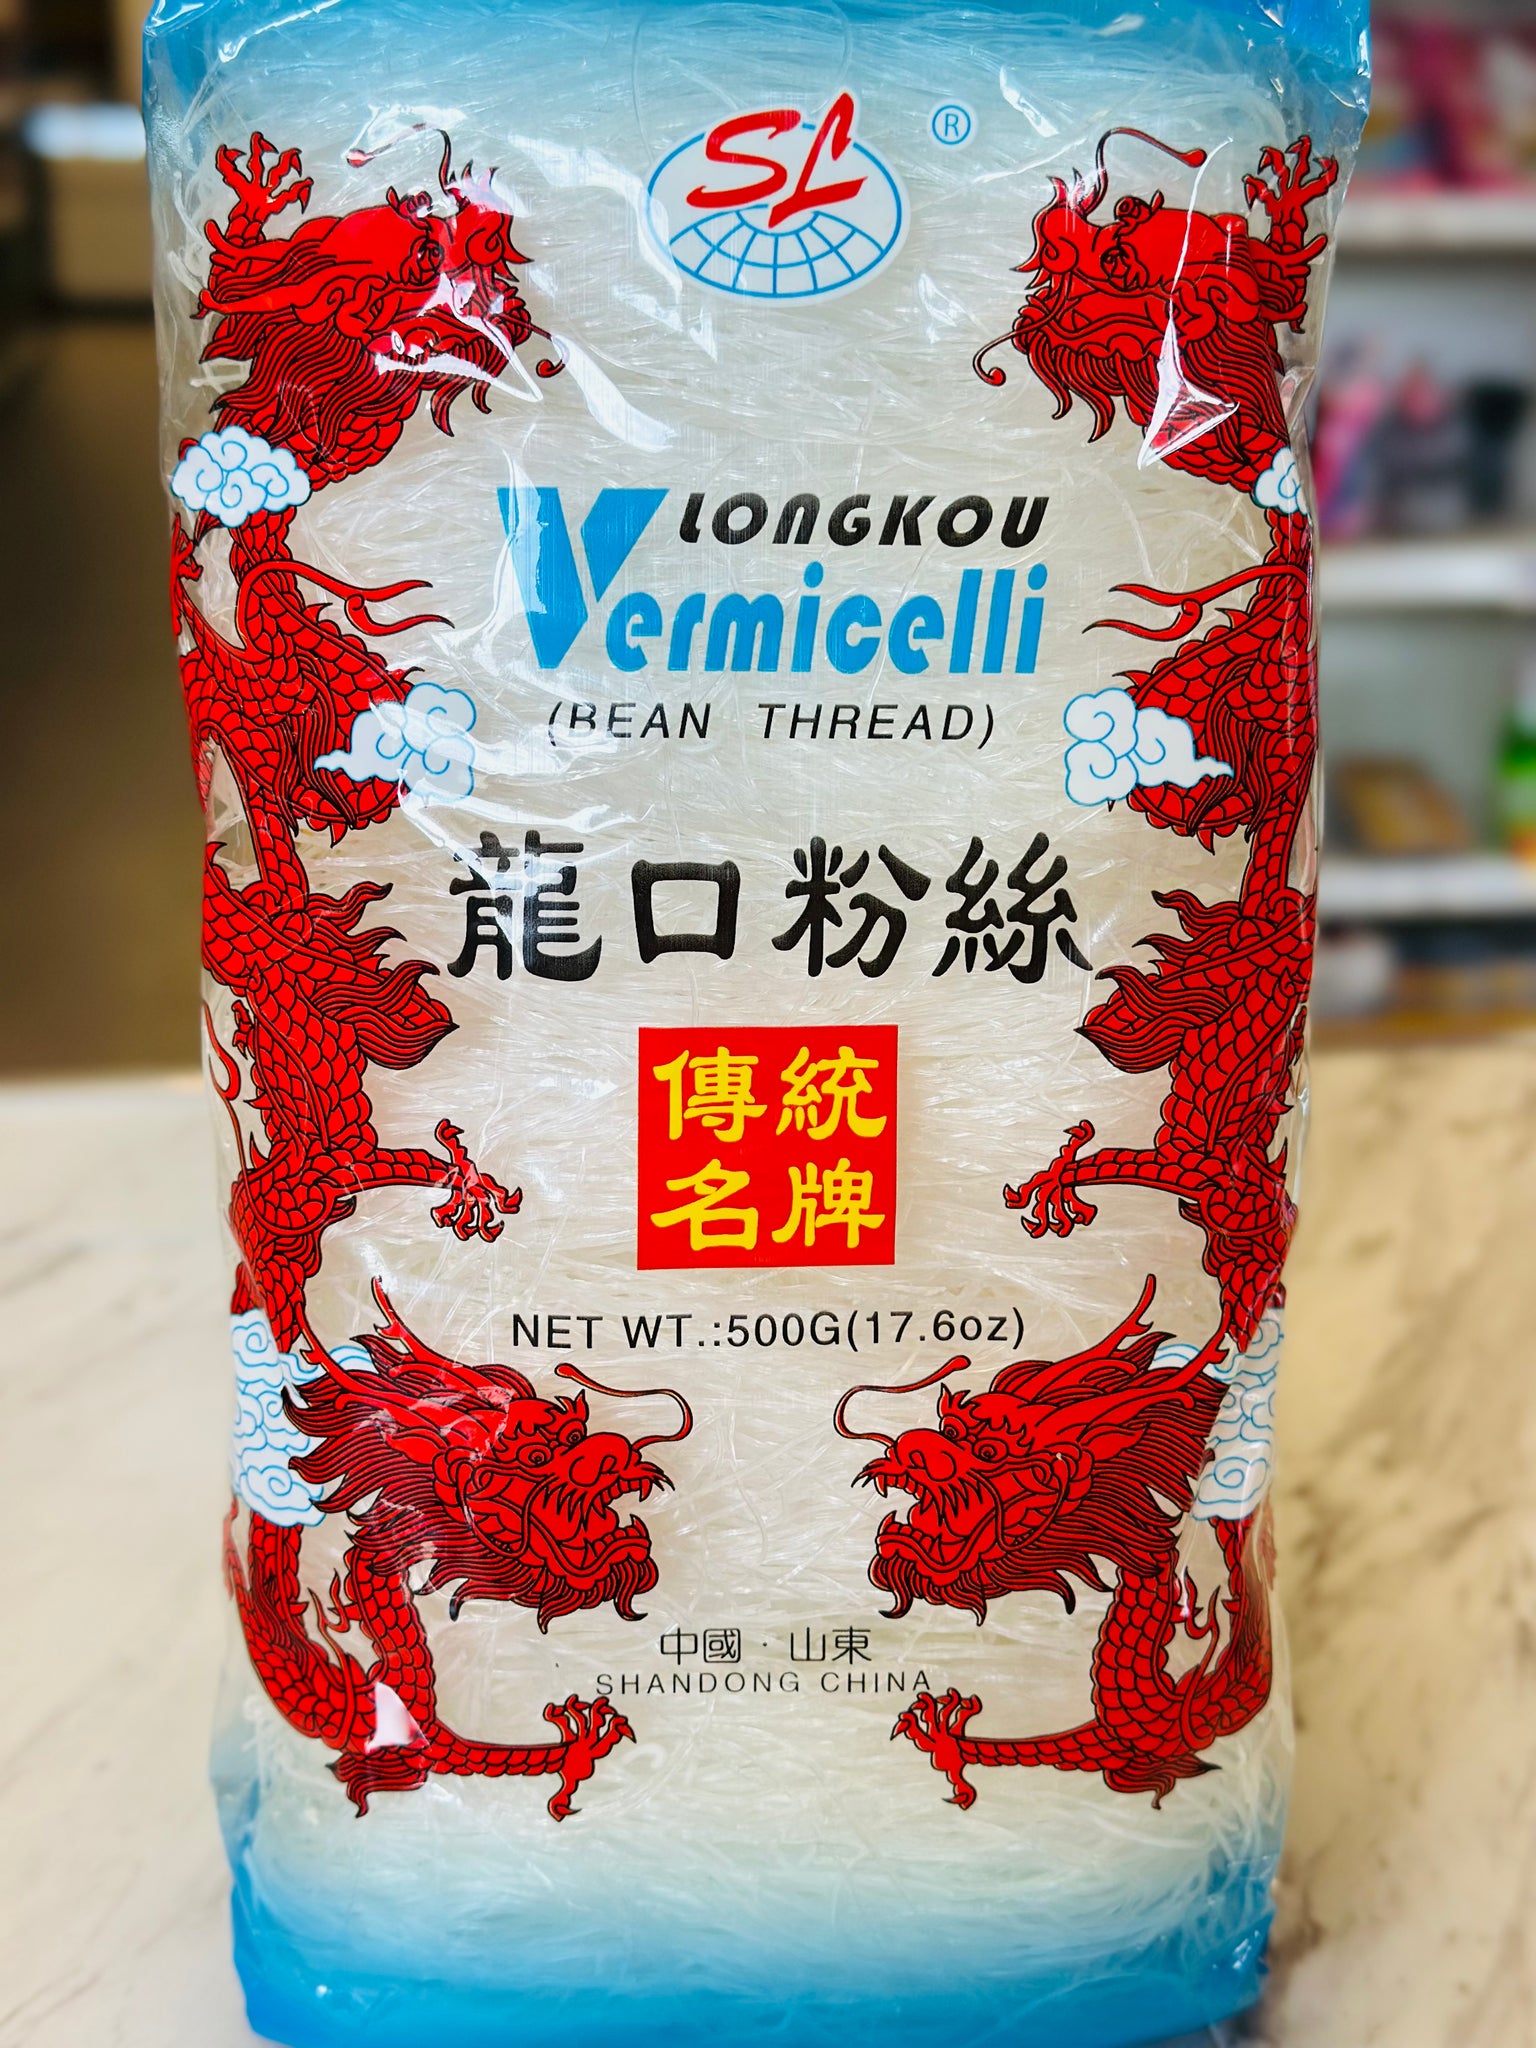 SL ®
LONGKOU
Vermicelli
(BEAN THREAD)
龍口粉絲
傳統
名牌
NET WT.:500G(17.6oz)
中國·山東
SHANDONG CHINA